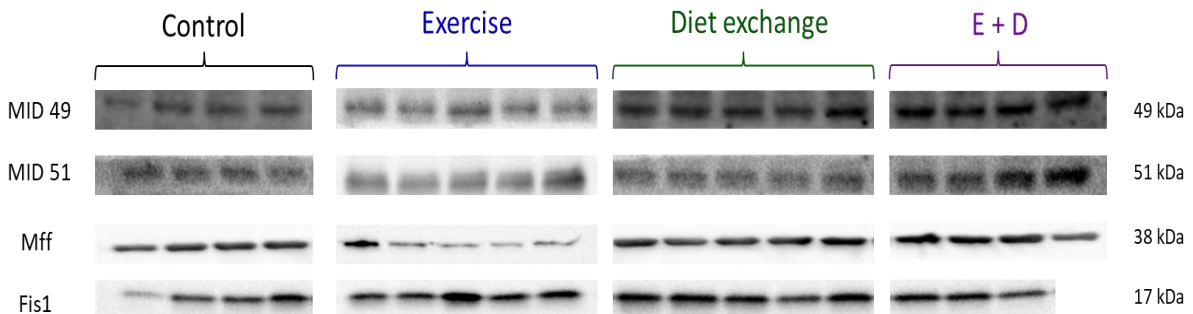 Control Exercise Diet exchange E + D
MID 49 49 kDa
MID 51 51 kDa
Mff 38 kDa
Fis1 17 kDa